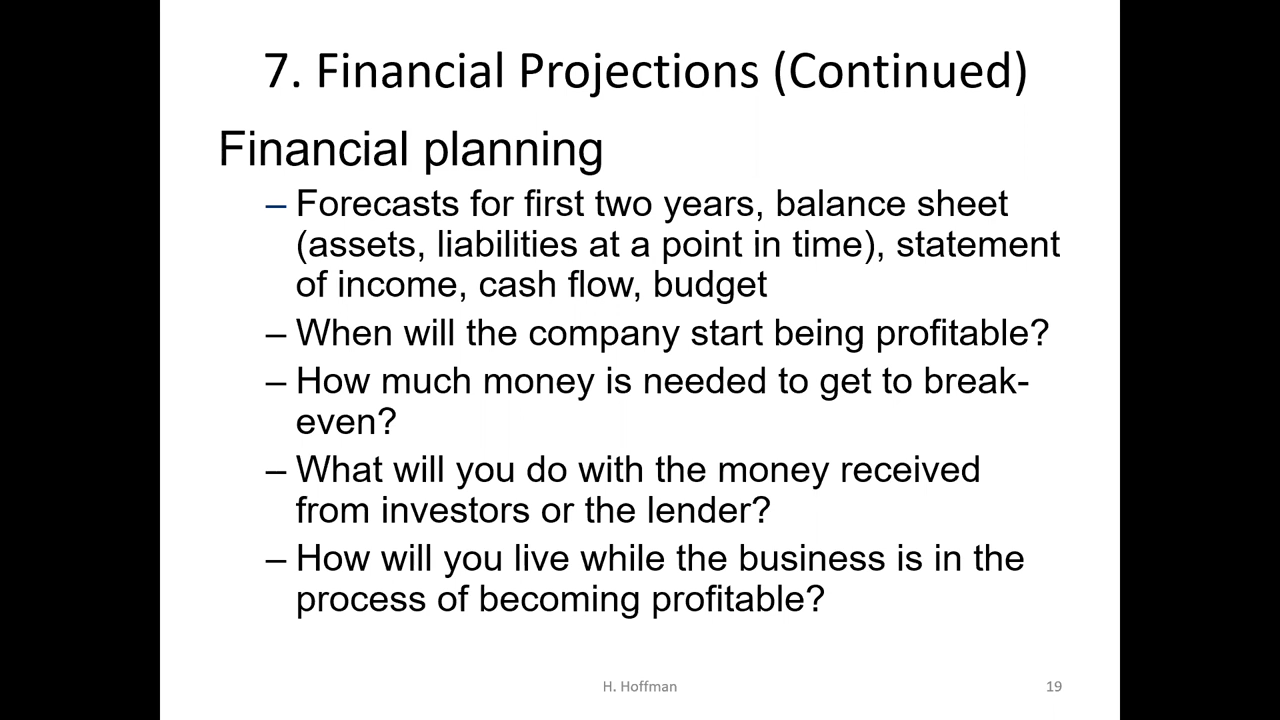 7. Financial Projections (Continued)
Financial planning
– Forecasts for first two years, balance sheet
(assets, liabilities at a point in time), statement
of income, cash flow, budget
– When will the company start being profitable?
– How much money is needed to get to break-
even?
– What will you do with the money received
from investors or the lender?
– How will you live while the business is in the
process of becoming profitable?
H. Hoffman
19